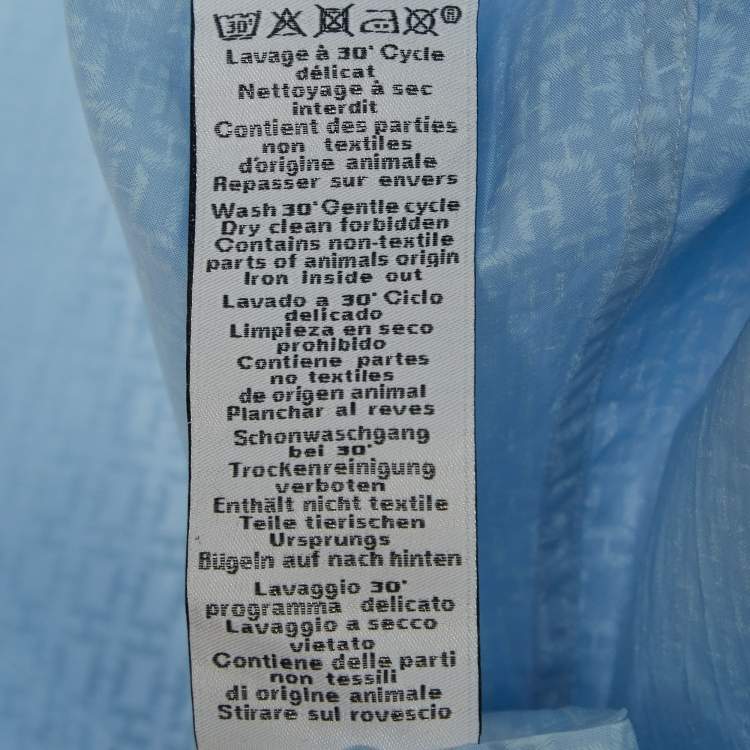 30°
Lavage à 30° Cycle
délicat
Nettoyage à sec
interdit
Contient des parties
non textiles
d'origine animale
Repasser sur envers
Wash 30° Gentle cycle
Dry clean forbidden
Contains non-textile
parts of animals origin
Iron inside out
Lavado a 30° Ciclo
delicado
Limpieza en seco
prohibido
Contiene partes
no textiles
de origen animal
Planchar al reves
Schonwaschgang
bei 30°
Trockenreinigung
verboten
Enthält nicht textile
Teile tierischen
Ursprungs
Bügeln auf nach hinten
Lavaggio 30°
programma delicato
Lavaggio a secco
vietato
Contiene delle parti
non tessili
di origine animale
Stirare sul rovescio